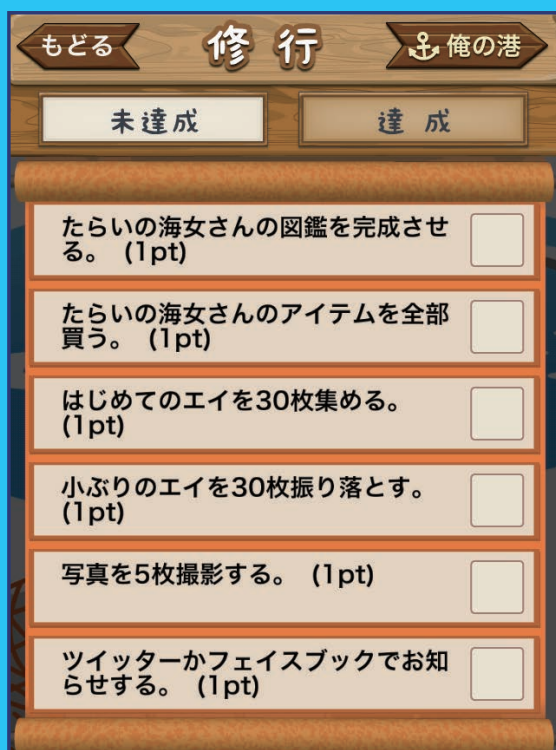 もどる
修行
俺の港
未達成
達成
たらいの海女さんの図鑑を完成させ
る。 (1pt)
たらいの海女さんのアイテムを全部
買う。 (1pt)
はじめてのエイを30枚集める。
(1pt)
小ぶりのエイを30枚振り落とす。
(1pt)
写真を5枚撮影する。 (1pt)
ツイッターかフェイスブックでお知
らせする。 (1pt)